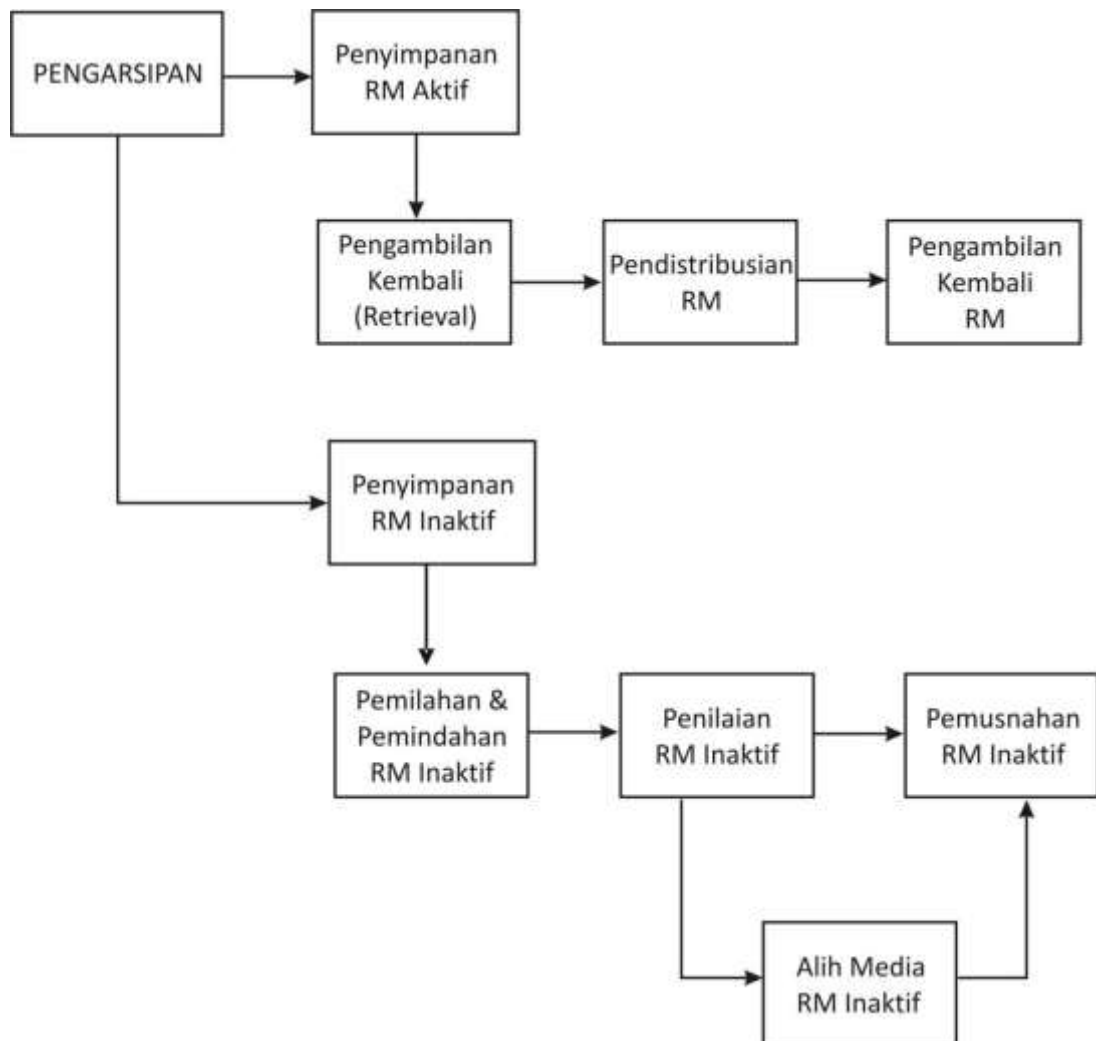 PENGARSIPAN
Penyimpanan
RM Aktif
Pengambilan
Kembali
(Retrieval)
Pendistribusian
RM
Pengambilan
Kembali
RM
Penyimpanan
RM Inaktif
Pemilahan &
Pemindahan
RM Inaktif
Penilaian
RM Inaktif
Pemusnahan
RM Inaktif
Alih Media
RM Inaktif